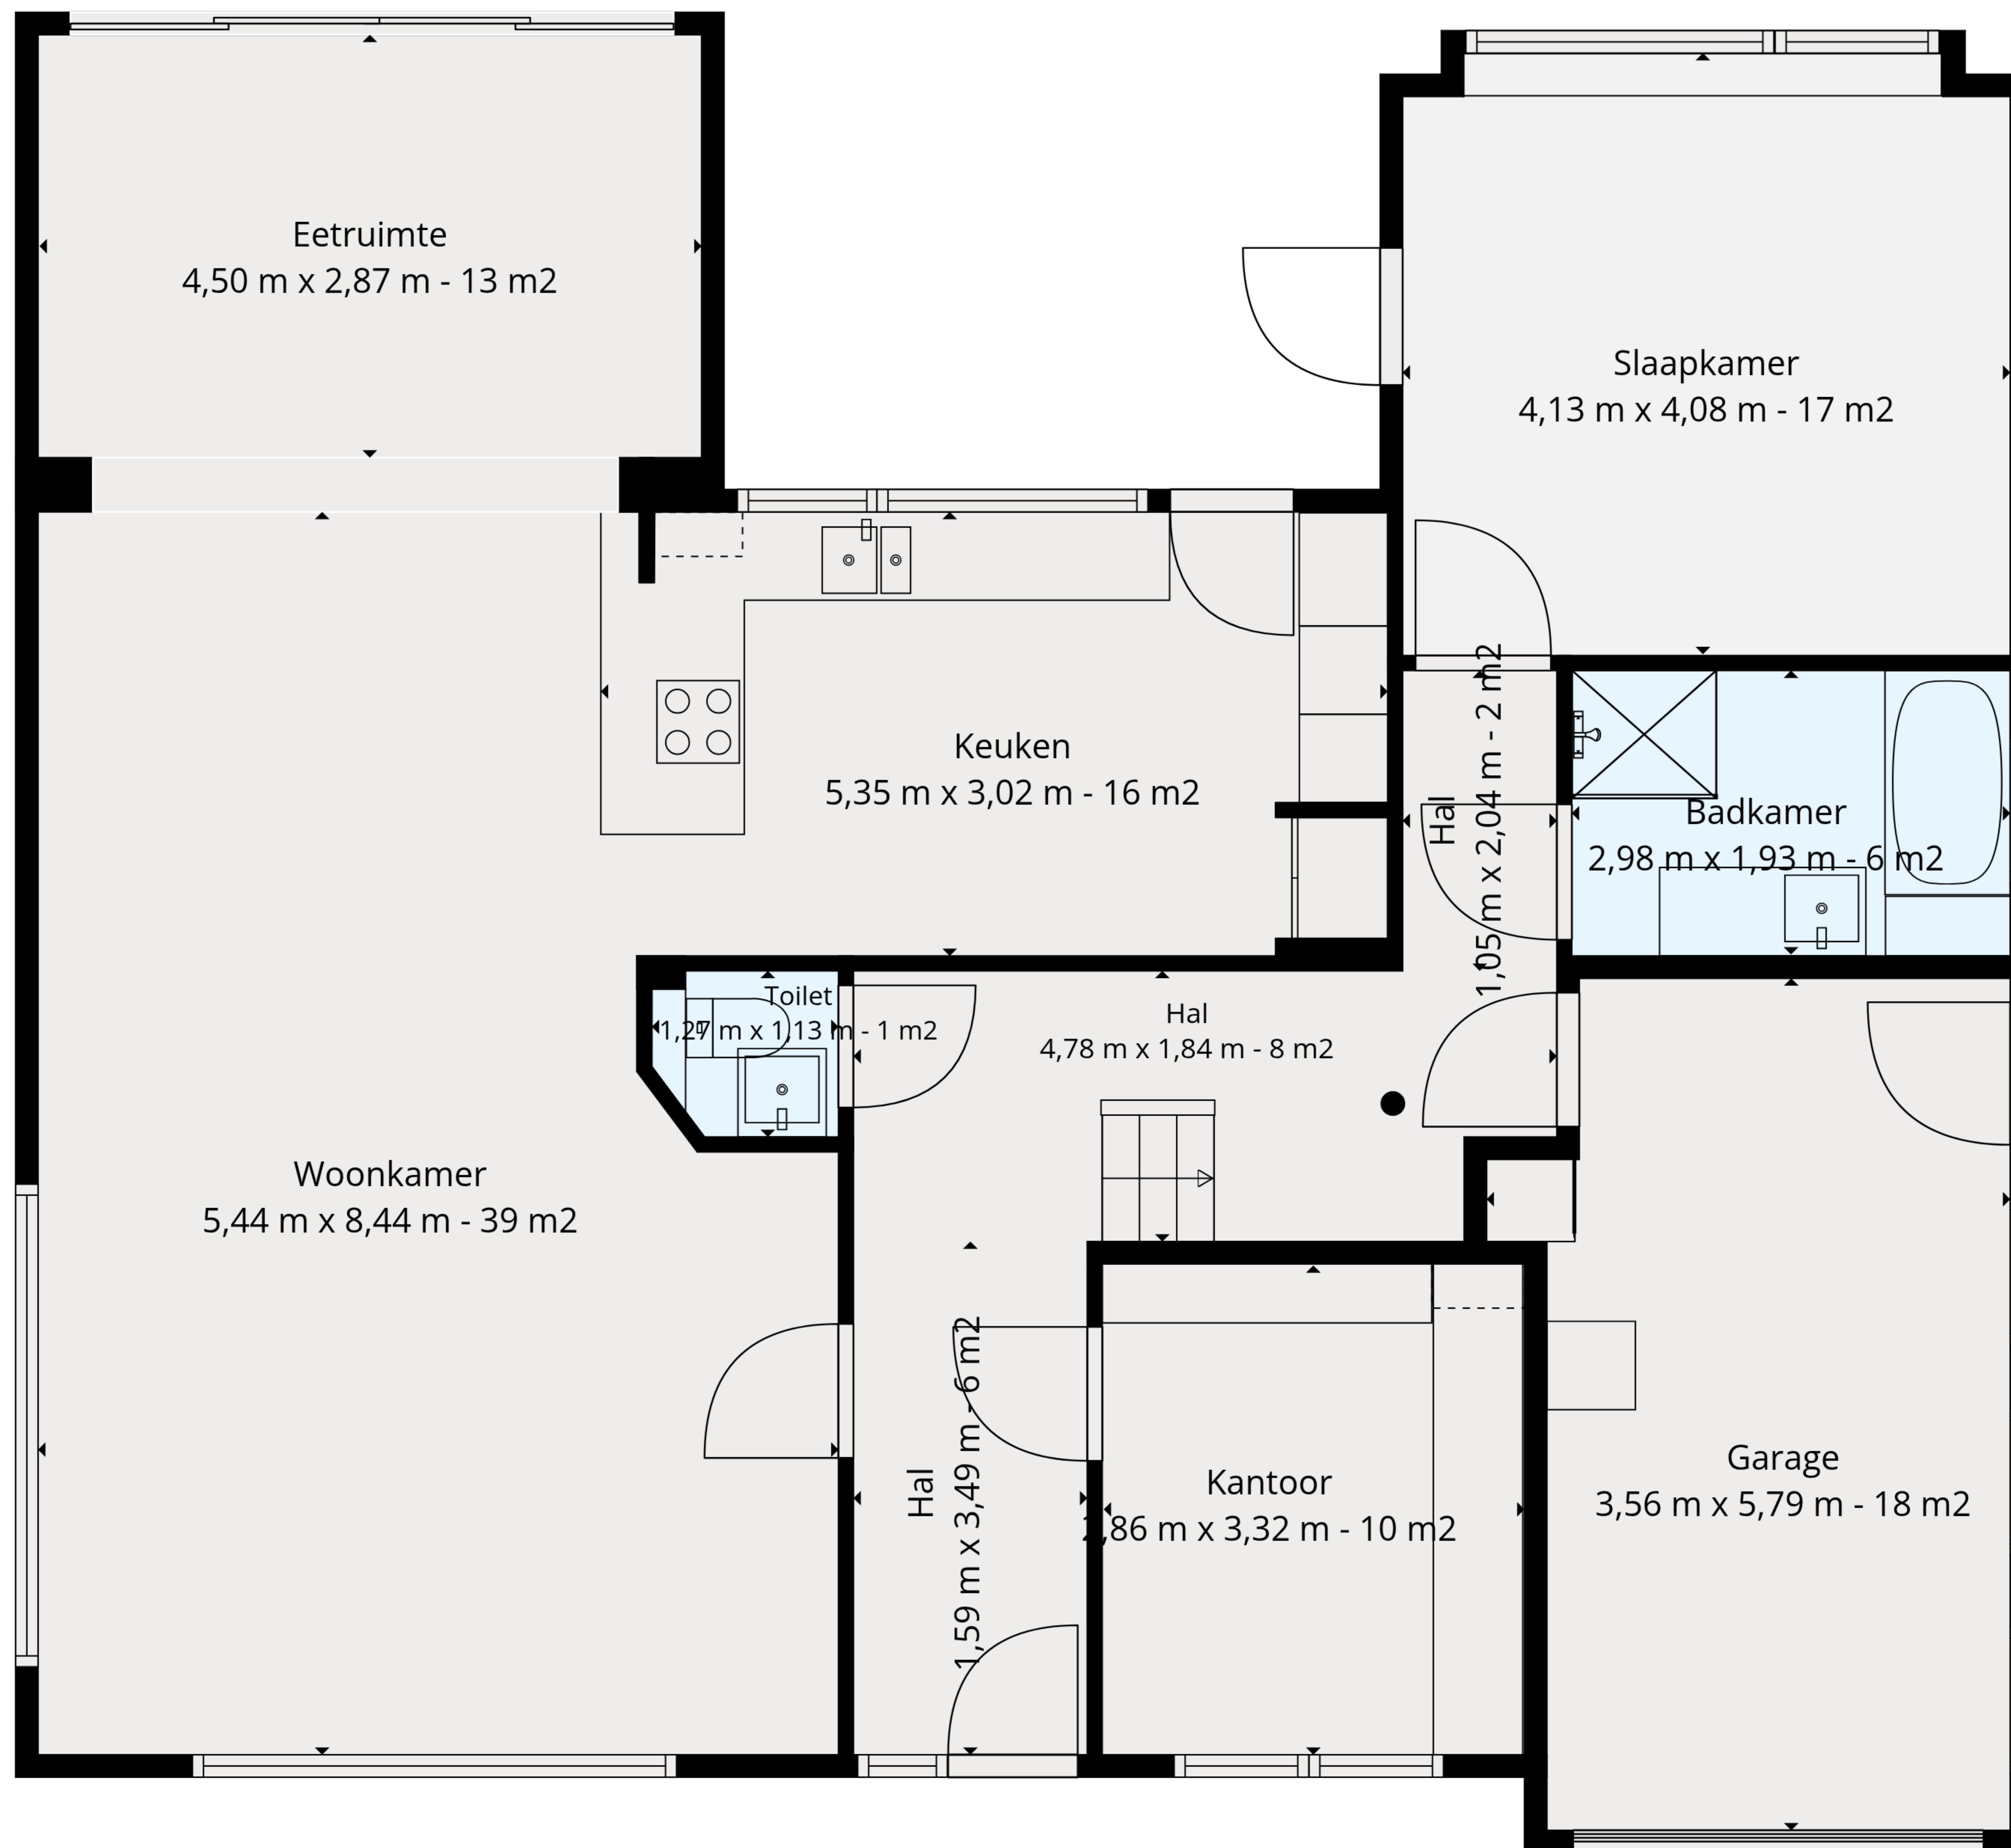 Eetruimte
4,50 m x 2,87 m - 13 m2
Slaapkamer
4,13 m x 4,08 m - 17 m2
Keuken
5,35 m x 3,02 m - 16 m2
Hal
1,05 m x 2,04 m - 2 m2
Badkamer
2,98 m x 1,93 m - 6 m2
Toilet
1,27 m x 1,13 m - 1 m2
Hal
4,78 m x 1,84 m - 8 m2
Woonkamer
5,44 m x 8,44 m - 39 m2
Hal
1,59 m x 3,49 m - 6 m2
Kantoor
2,86 m x 3,32 m - 10 m2
Garage
3,56 m x 5,79 m - 18 m2